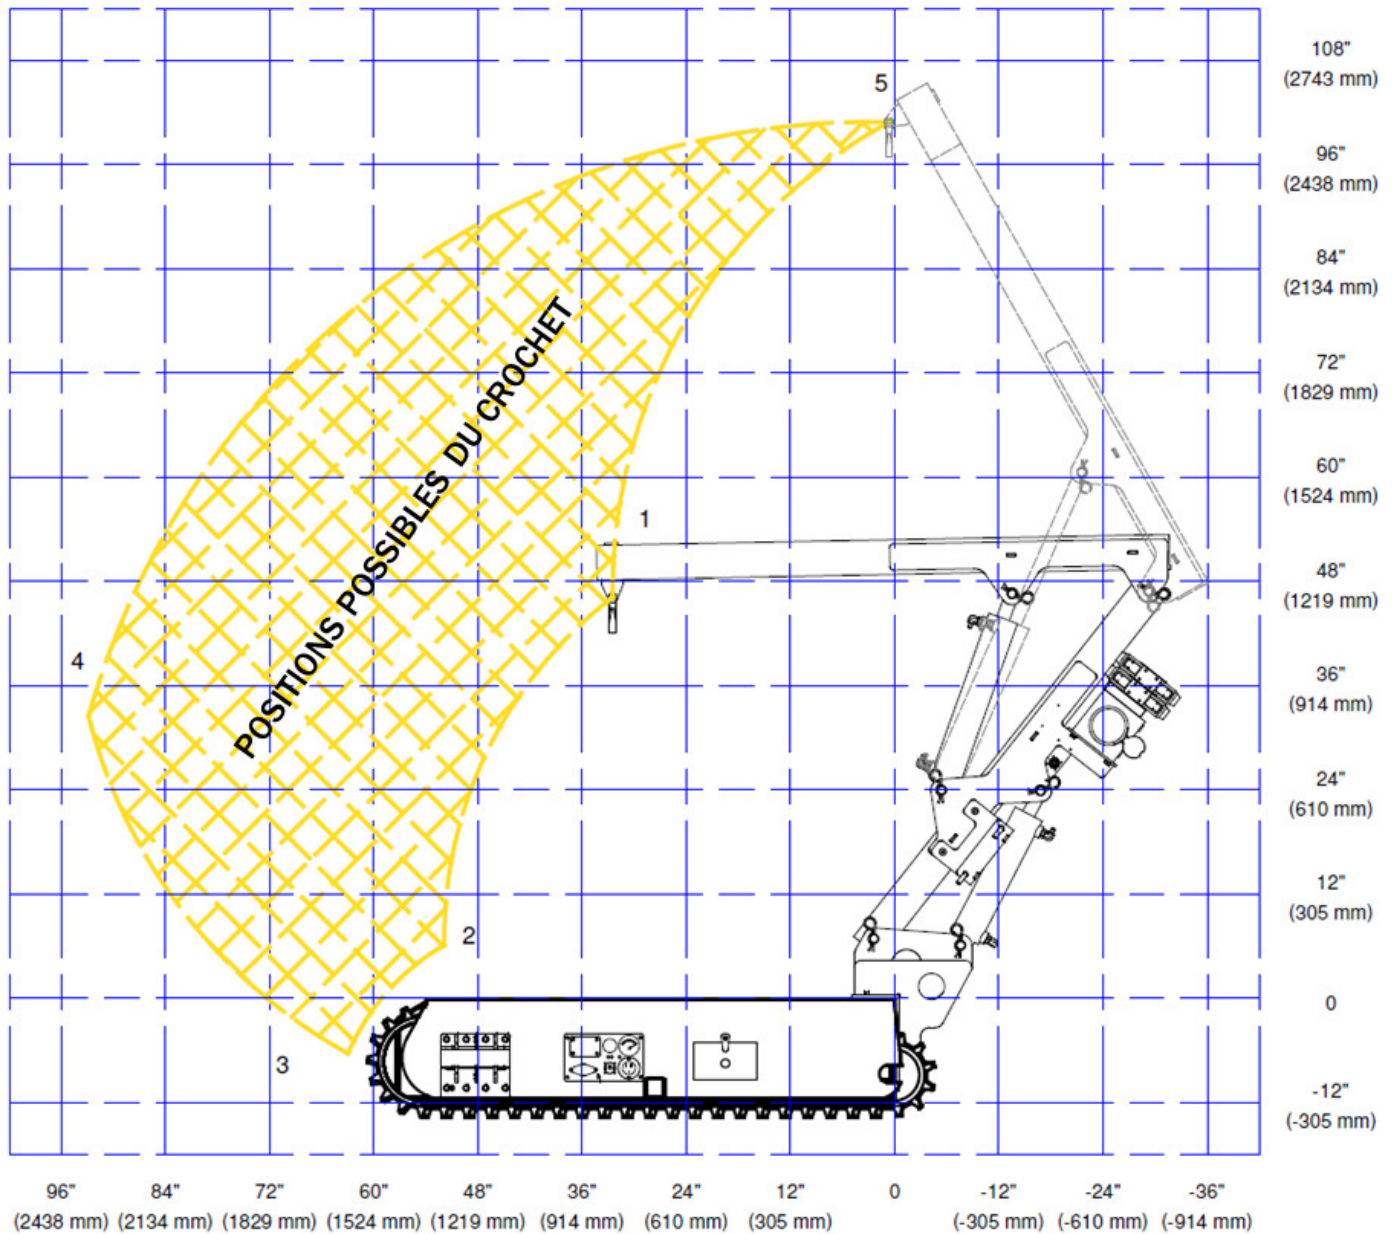 5
108"
(2743 mm)
96"
(2438 mm)
84"
(2134 mm)
72"
(1829 mm)
60"
(1524 mm)
1
48"
(1219 mm)
POSITIONS POSSIBLES DU CROCHET
4
36"
(914 mm)
24"
(610 mm)
12"
(305 mm)
2
0
3
-12"
(-305 mm)
96" 84" 72" 60" 48" 36" 24" 12" 0 -12" -24" -36"
(2438 mm) (2134 mm) (1829 mm) (1524 mm) (1219 mm) (914 mm) (610 mm) (305 mm) (-305 mm) (-610 mm) (-914 mm)